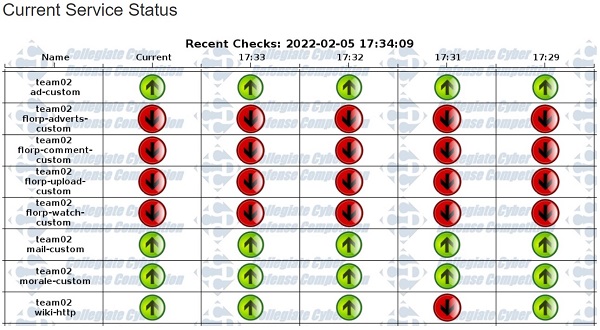 Current Service Status
Recent Checks: 2022-02-05 17:34:09
Name Current 17:33 17:32 17:31 17:29
team02
ad-custom
team02
florp-adverts-
custom
team02
florp-comment-
custom
team02
florp-upload-
custom
team02
florp-watch-
custom
team02
mail-custom
team02
morale-custom
team02
wiki-http
Collegiate Cyber
Defense Competition